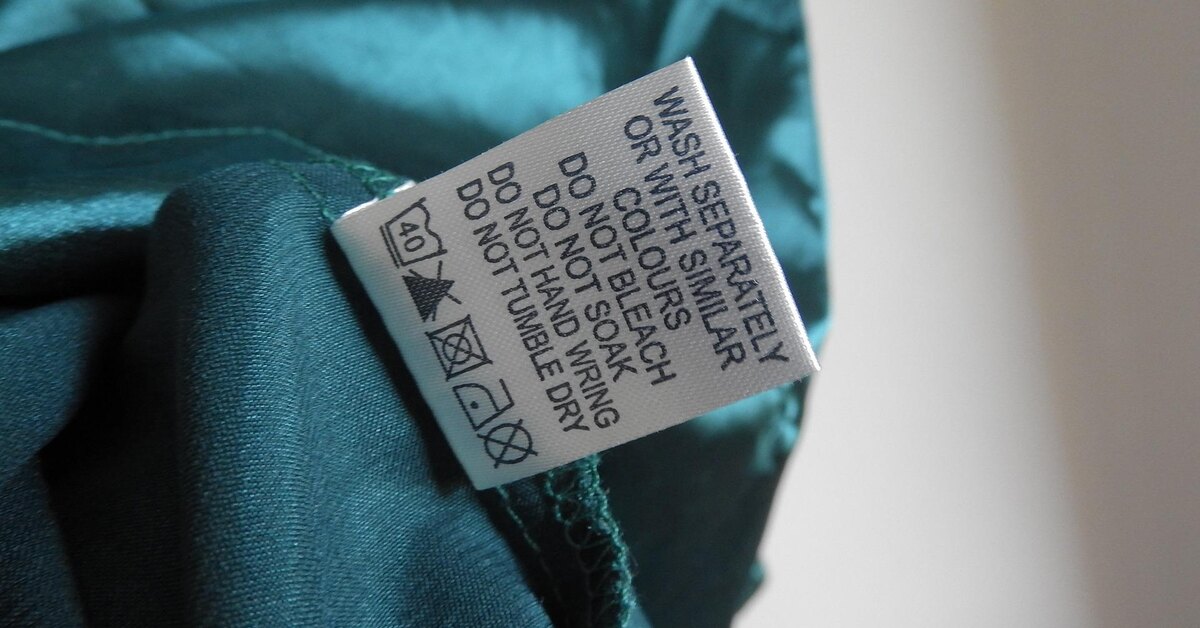 WASH SEPARATELY
OR WITH SIMILAR
COLOURS
DO NOT BLEACH
DO NOT SOAK
DO NOT HAND WRING
DO NOT TUMBLE DRY
40